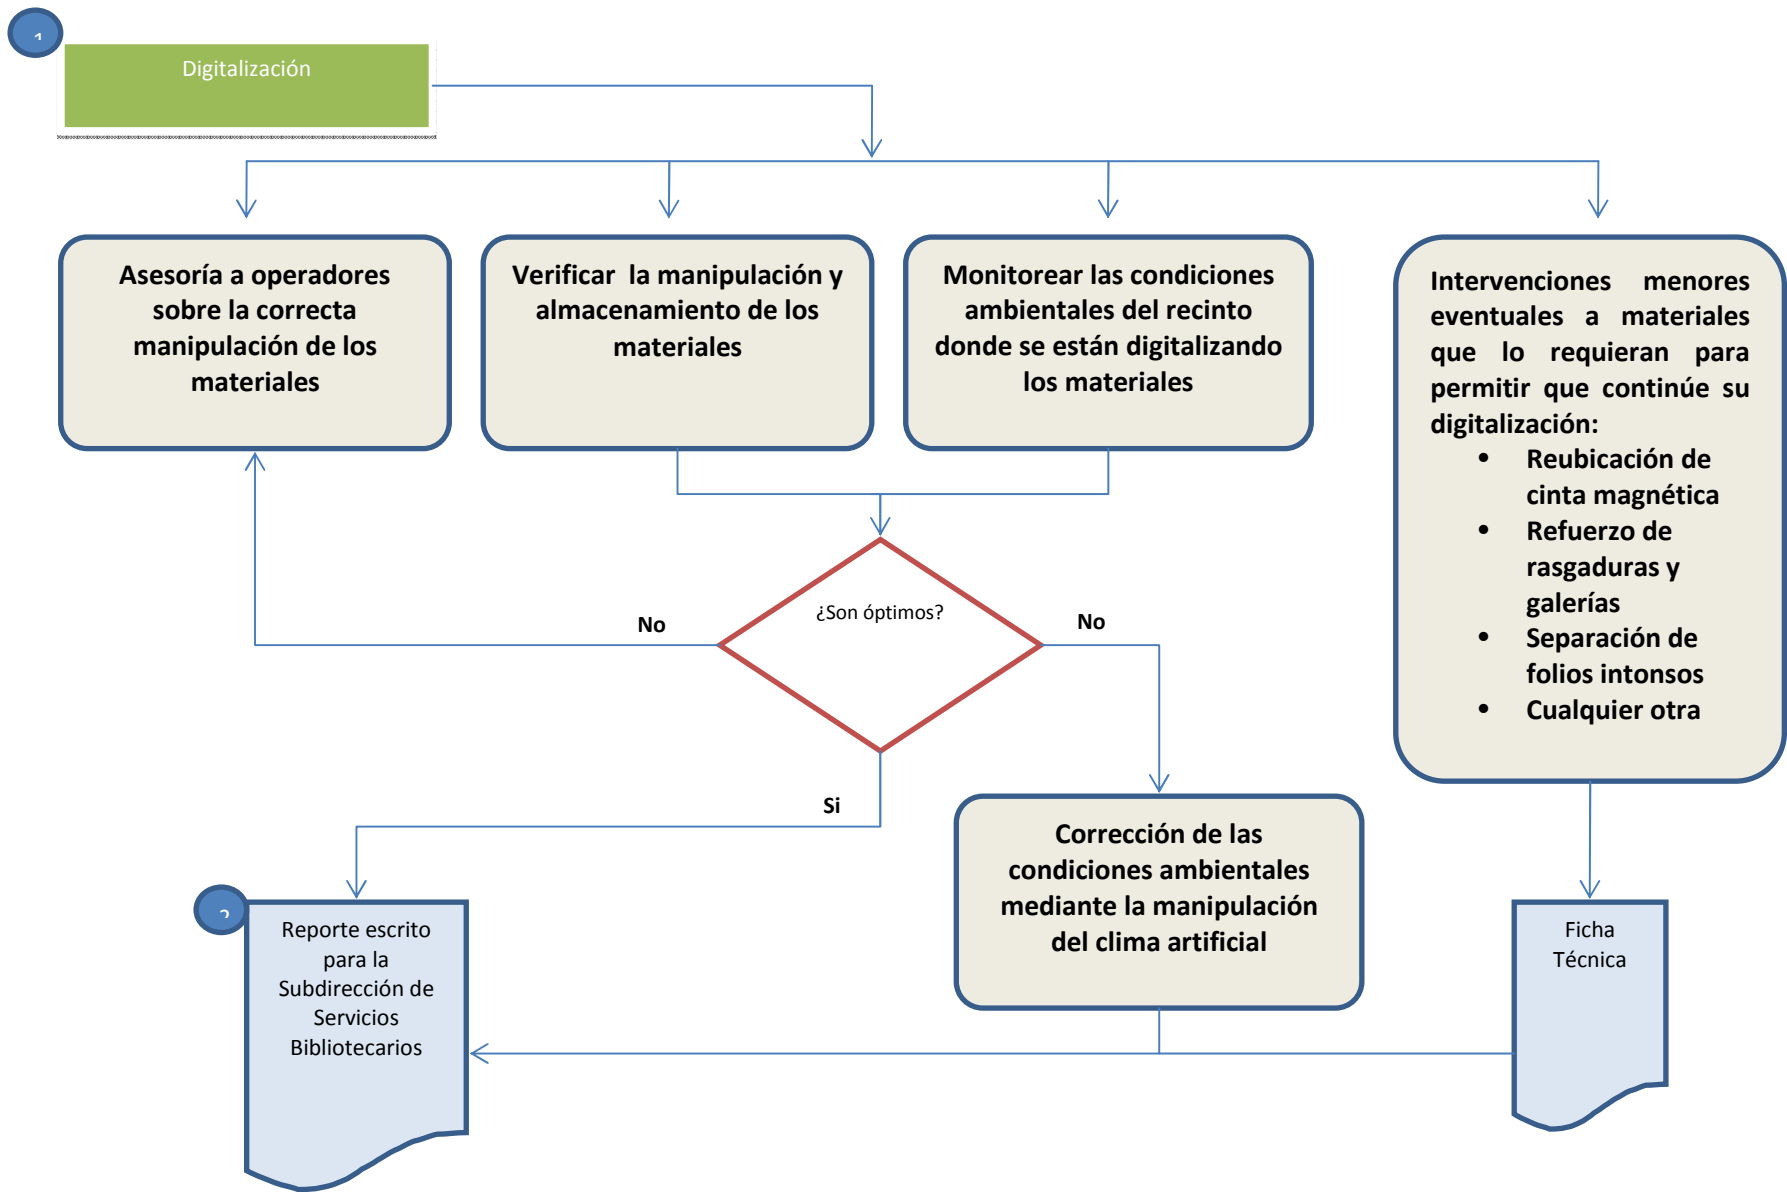 Digitalización
Asesoría a operadores
sobre la correcta
manipulación de los
materiales
Verificar la manipulación y
almacenamiento de los
materiales
Monitorear las condiciones
ambientales del recinto
donde se están digitalizando
los materiales
Intervenciones menores
eventuales a materiales
que lo requieran para
permitir que continúe su
digitalización:
• Reubicación de
cinta magnética
• Refuerzo de
rasgaduras y
galerías
• Separación de
folios intonsos
• Cualquier otra
¿Son óptimos?
No
No
Si
Corrección de las
condiciones ambientales
mediante la manipulación
del clima artificial
Reporte escrito
para la
Subdirección de
Servicios
Bibliotecarios
Ficha
Técnica